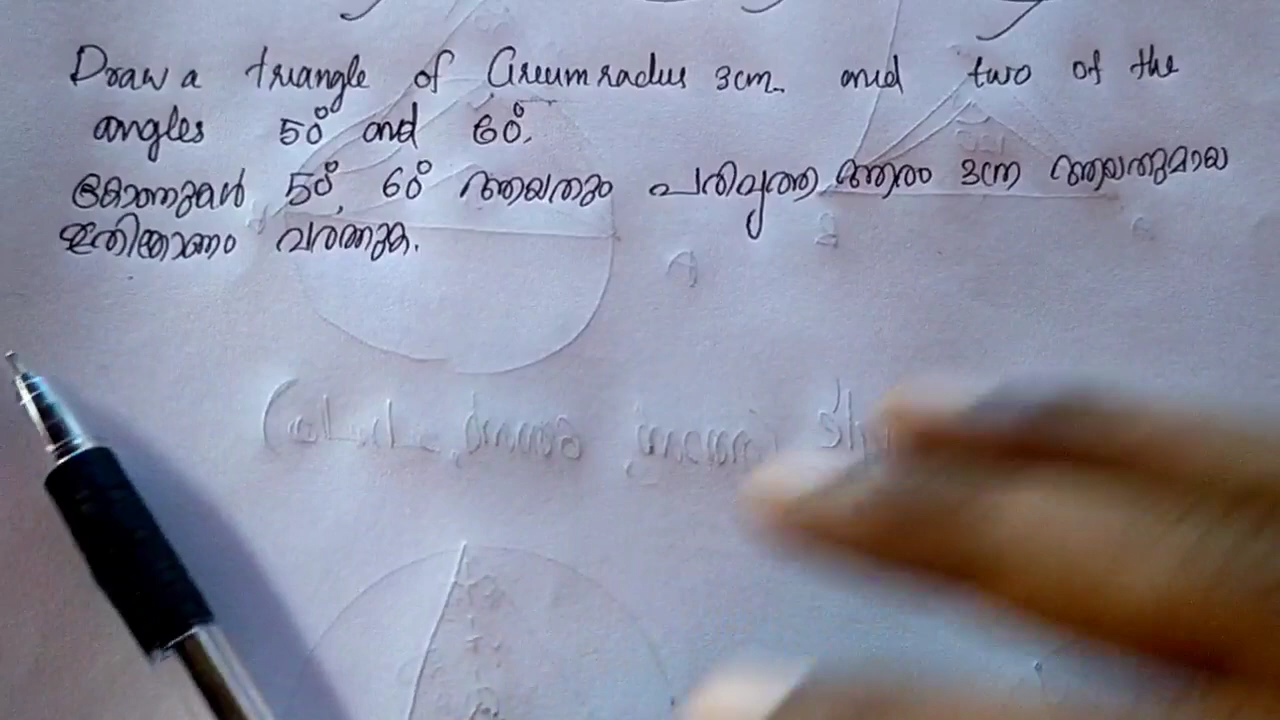 Draw a triangle of Circumradius 3cm. and two of the
angles 50° and 60°.
കോണുകൾ 50°, 60° ആയതും പരിവൃത്ത ആരം 3cm ആയതുമായ
ത്രികോണം വരയ്ക്കുക.